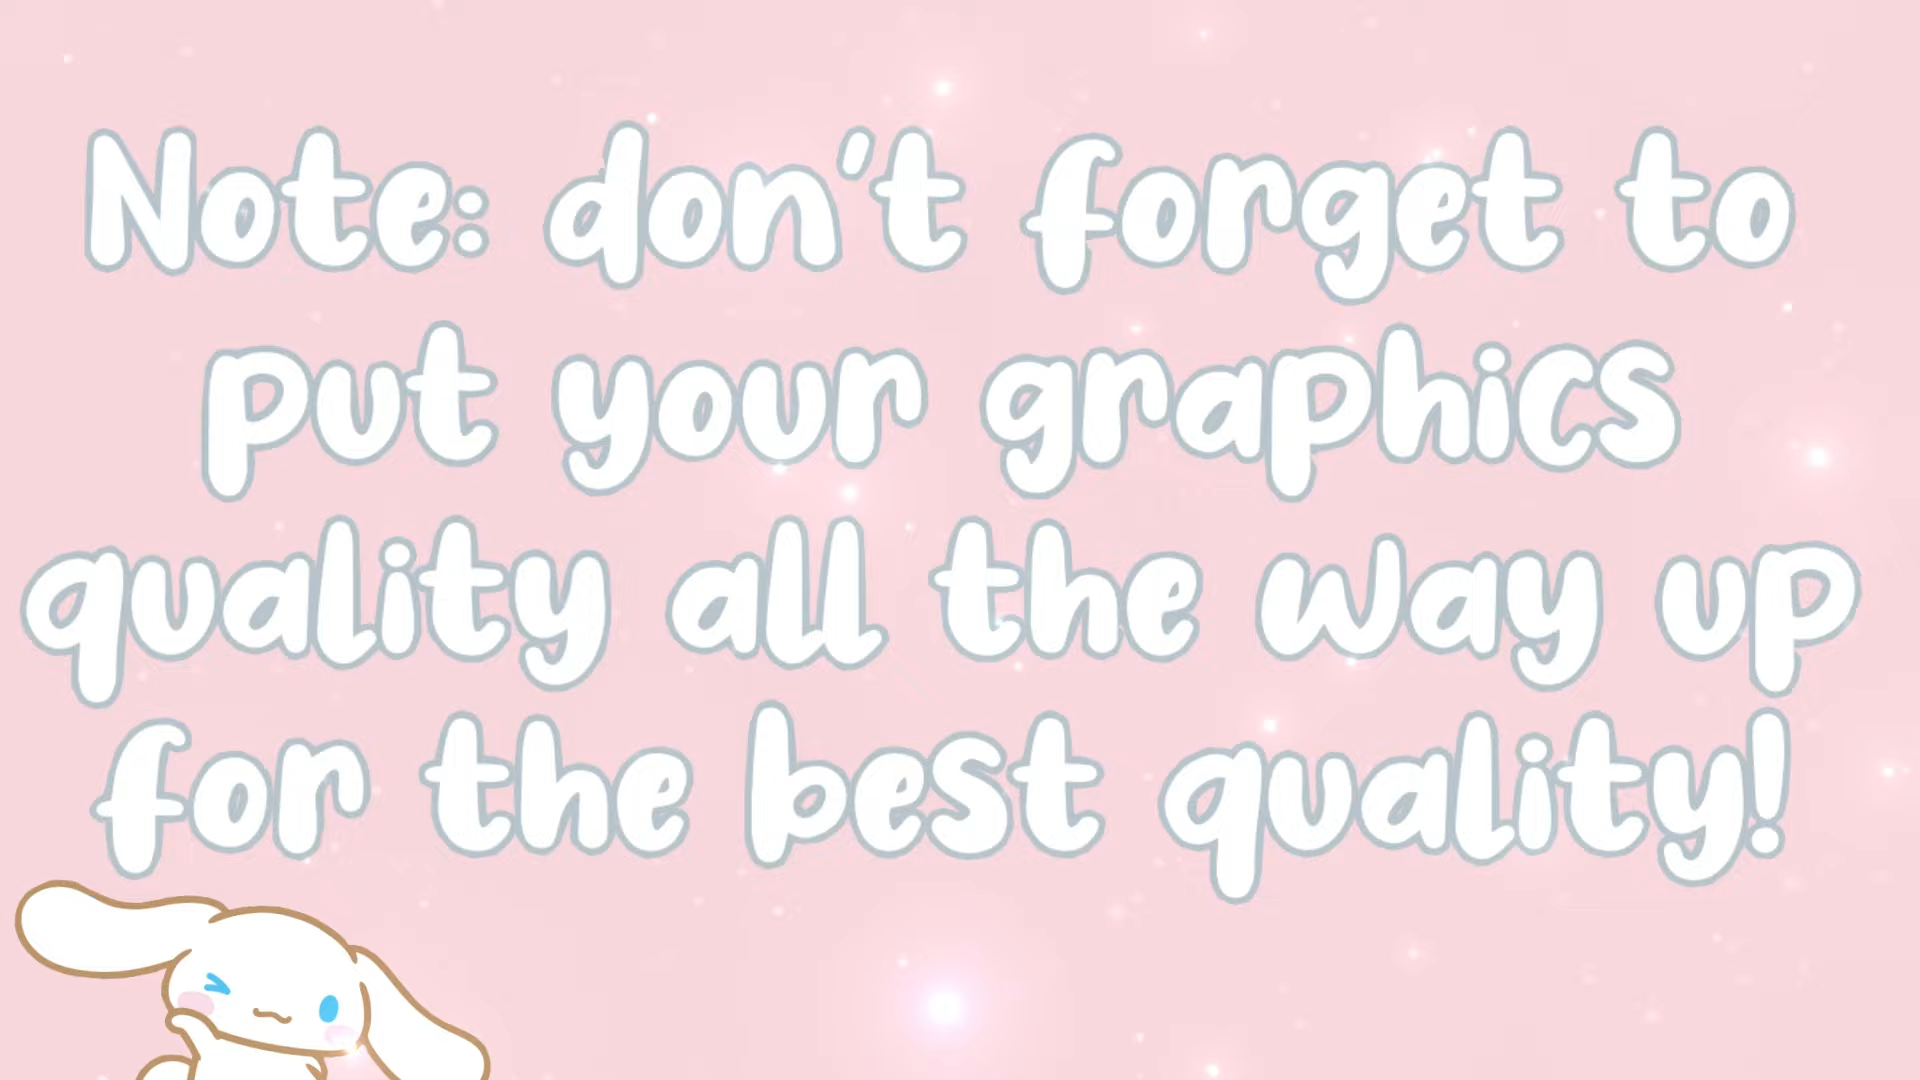 Note: don't forget to
put your graphics
quality all the way up
for the best quality!